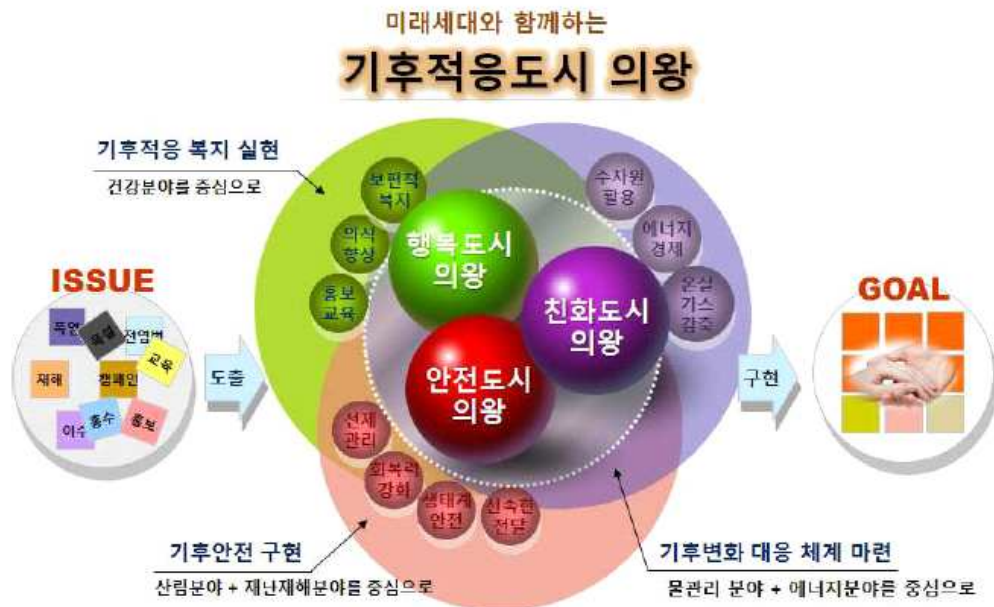 미래세대와 함께하는
기후적응도시 의왕
기후적응 복지 실현
건강분야를 중심으로
보편적
복지
의식
향상
홍보
교육
수자원
활용
에너지
경제
온실
가스
감축
행복도시
의왕
친화도시
의왕
안전도시
의왕
ISSUE
폭염
폭설
전염병
교육
재해
캠페인
이수
홍수
홍보
도출
구현
GOAL
선제
관리
회복력
강화
생태계
안전
신속한
전달
기후안전 구현
산림분야 + 재난재해분야를 중심으로
기후변화 대응 체계 마련
물관리 분야 + 에너지분야를 중심으로